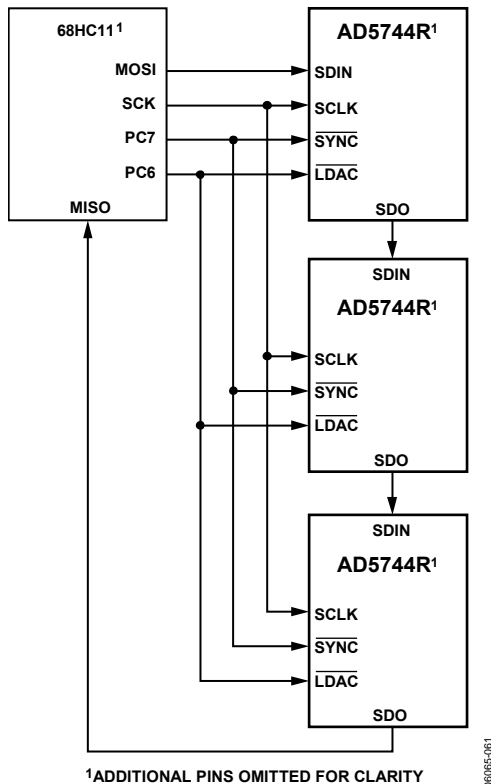 68HC11¹
MOSI
SCK
PC7
PC6
MISO
AD5744R¹
SDIN
SCLK
SYNC
LDAC
SDO
SDIN
AD5744R¹
SCLK
SYNC
LDAC
SDO
SDIN
AD5744R¹
SCLK
SYNC
LDAC
SDO
¹ADDITIONAL PINS OMITTED FOR CLARITY
06065-061